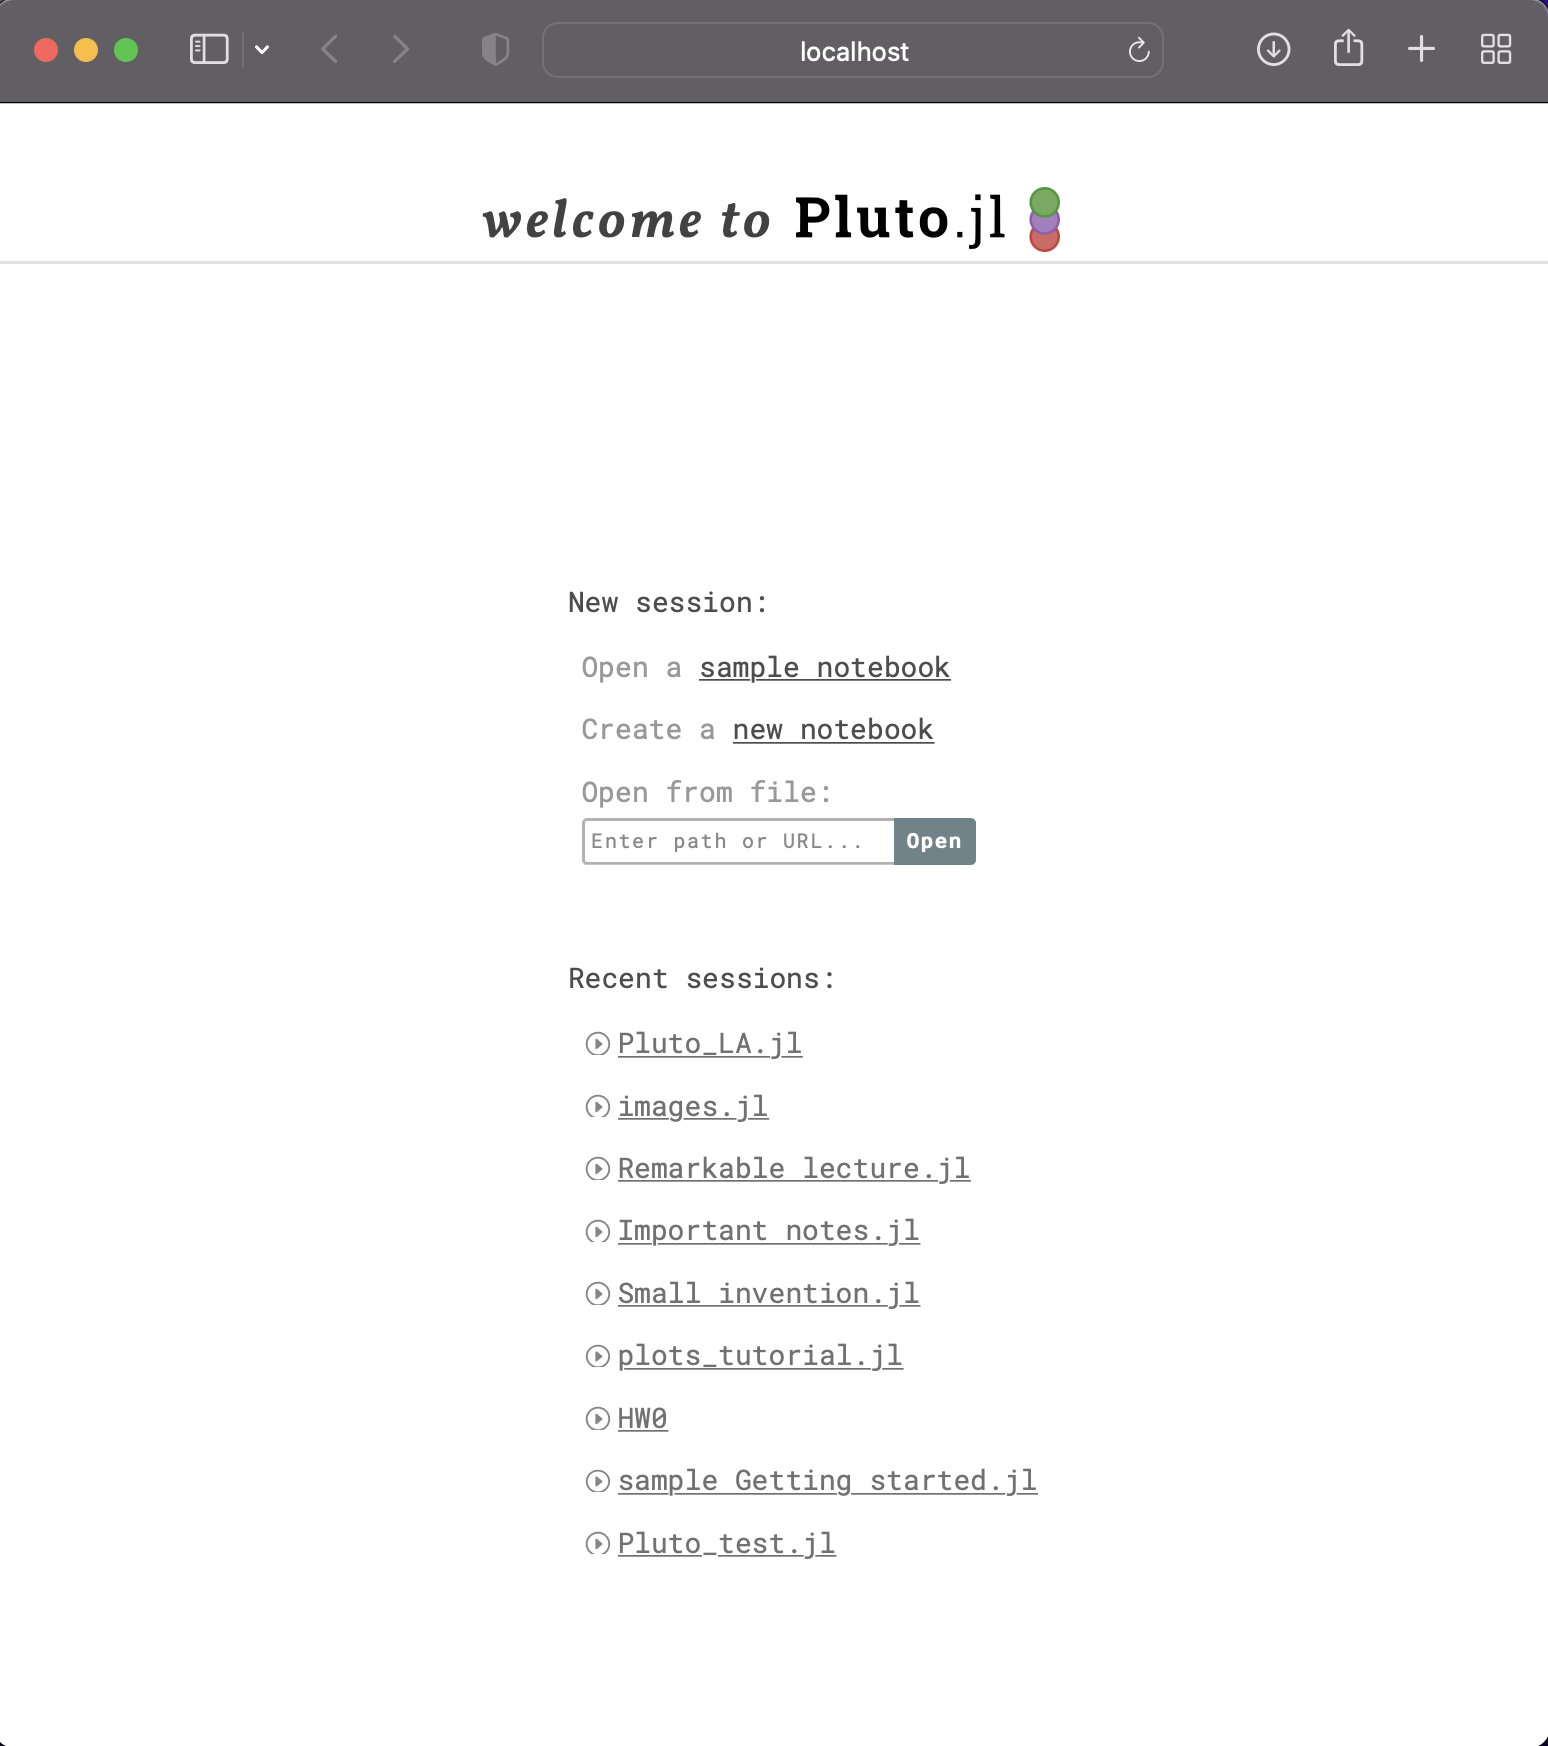 localhost
welcome to Pluto.jl
New session:
Open a sample notebook
Create a new notebook
Open from file:
Enter path or URL... Open
Recent sessions:
Pluto_LA.jl
images.jl
Remarkable lecture.jl
Important notes.jl
Small invention.jl
plots_tutorial.jl
HW0
sample Getting started.jl
Pluto_test.jl